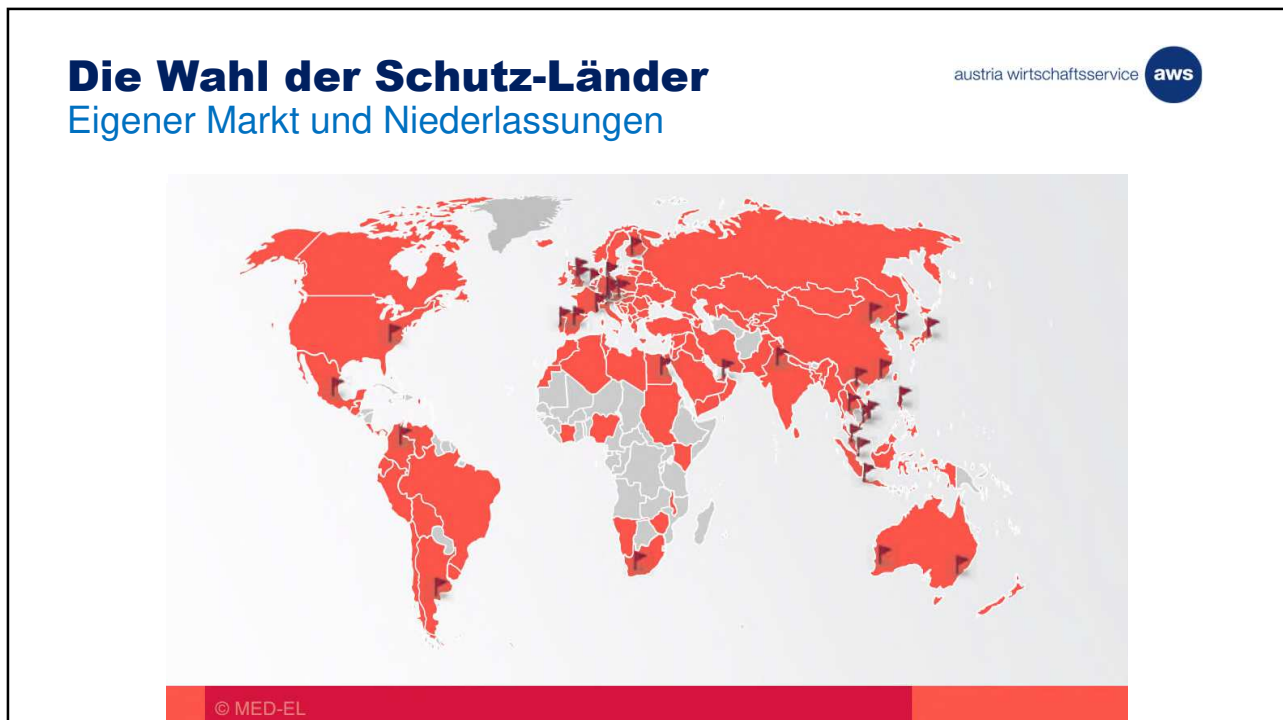 Die Wahl der Schutz-Länder
Eigener Markt und Niederlassungen
austria wirtschaftsservice aws
© MED-EL